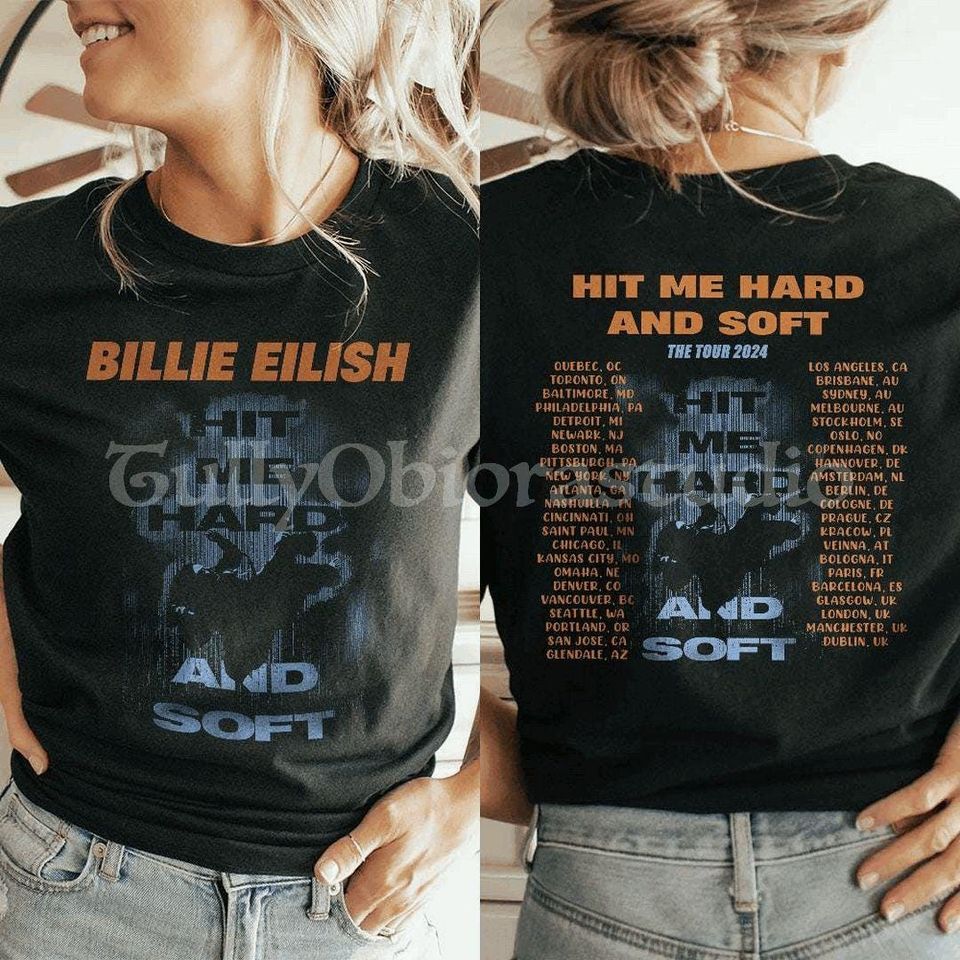 BILLIE EILISH
HIT
ME
HARD
AND
SOFT
TullyObiorastudio
HIT ME HARD
AND SOFT
THE TOUR 2024
QUEBEC, QC
TORONTO, ON
BALTIMORE, MD
PHILADELPHIA, PA
DETROIT, MI
NEWARK, NJ
BOSTON, MA
PITTSBURGH, PA
NEW YORK, NY
ATLANTA, GA
NASHVILLA, EN
CINCINNATI, OH
SAINT PAUL, MN
CHICAGO, IL
KANSAS CITY, MO
OMAHA, NE
DENVER, CO
VANCOUVER, BC
SEATTLE, WA
PORTLAND, OR
SAN JOSE, CA
GLENDALE, AZ
HIT
ME
HARD
AND
SOFT
LOS ANGELES, CA
BRISBANE, AU
SYDNEY, AU
MELBOURNE, AU
STOCKHOLM, SE
OSLO, NO
COPENHAGEN, DK
HANNOVER, DE
AMSTERDAM, NL
BERLIN, DE
COLOGNE, DE
PRAGUE, CZ
KRACOW, PL
VEINNA, AT
BOLOGNA, IT
PARIS, FR
BARCELONA, ES
GLASGOW, UK
LONDON, UK
MANCHESTER, UK
DUBLIN, UK